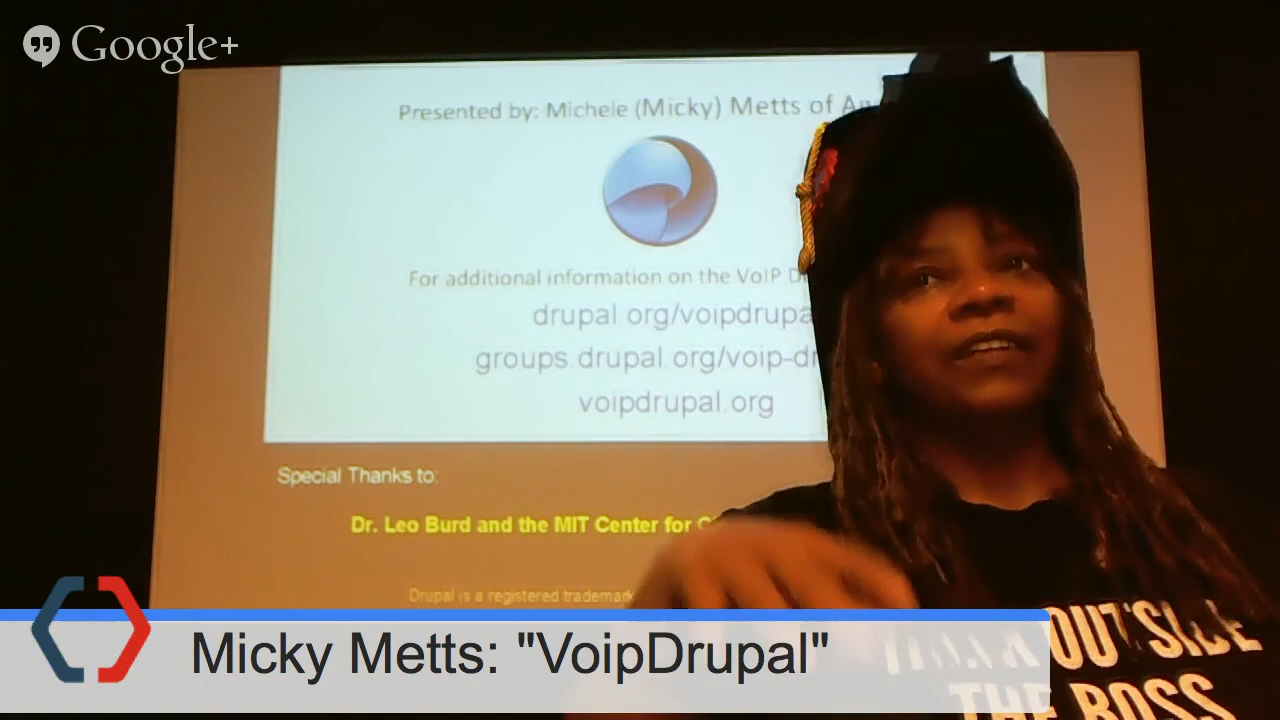 Google+
Presented by: Michele (Micky) Metts of
For additional information on the VoIP
drupal.org/voipdrupa
groups.drupal.org/voip-dr
voipdrupal.org
Special Thanks to:
Dr. Leo Burd and the MIT Center for
Drupal is a registered trademark
Micky Metts: "VoipDrupal"
OUTSIDE
THE BOSS